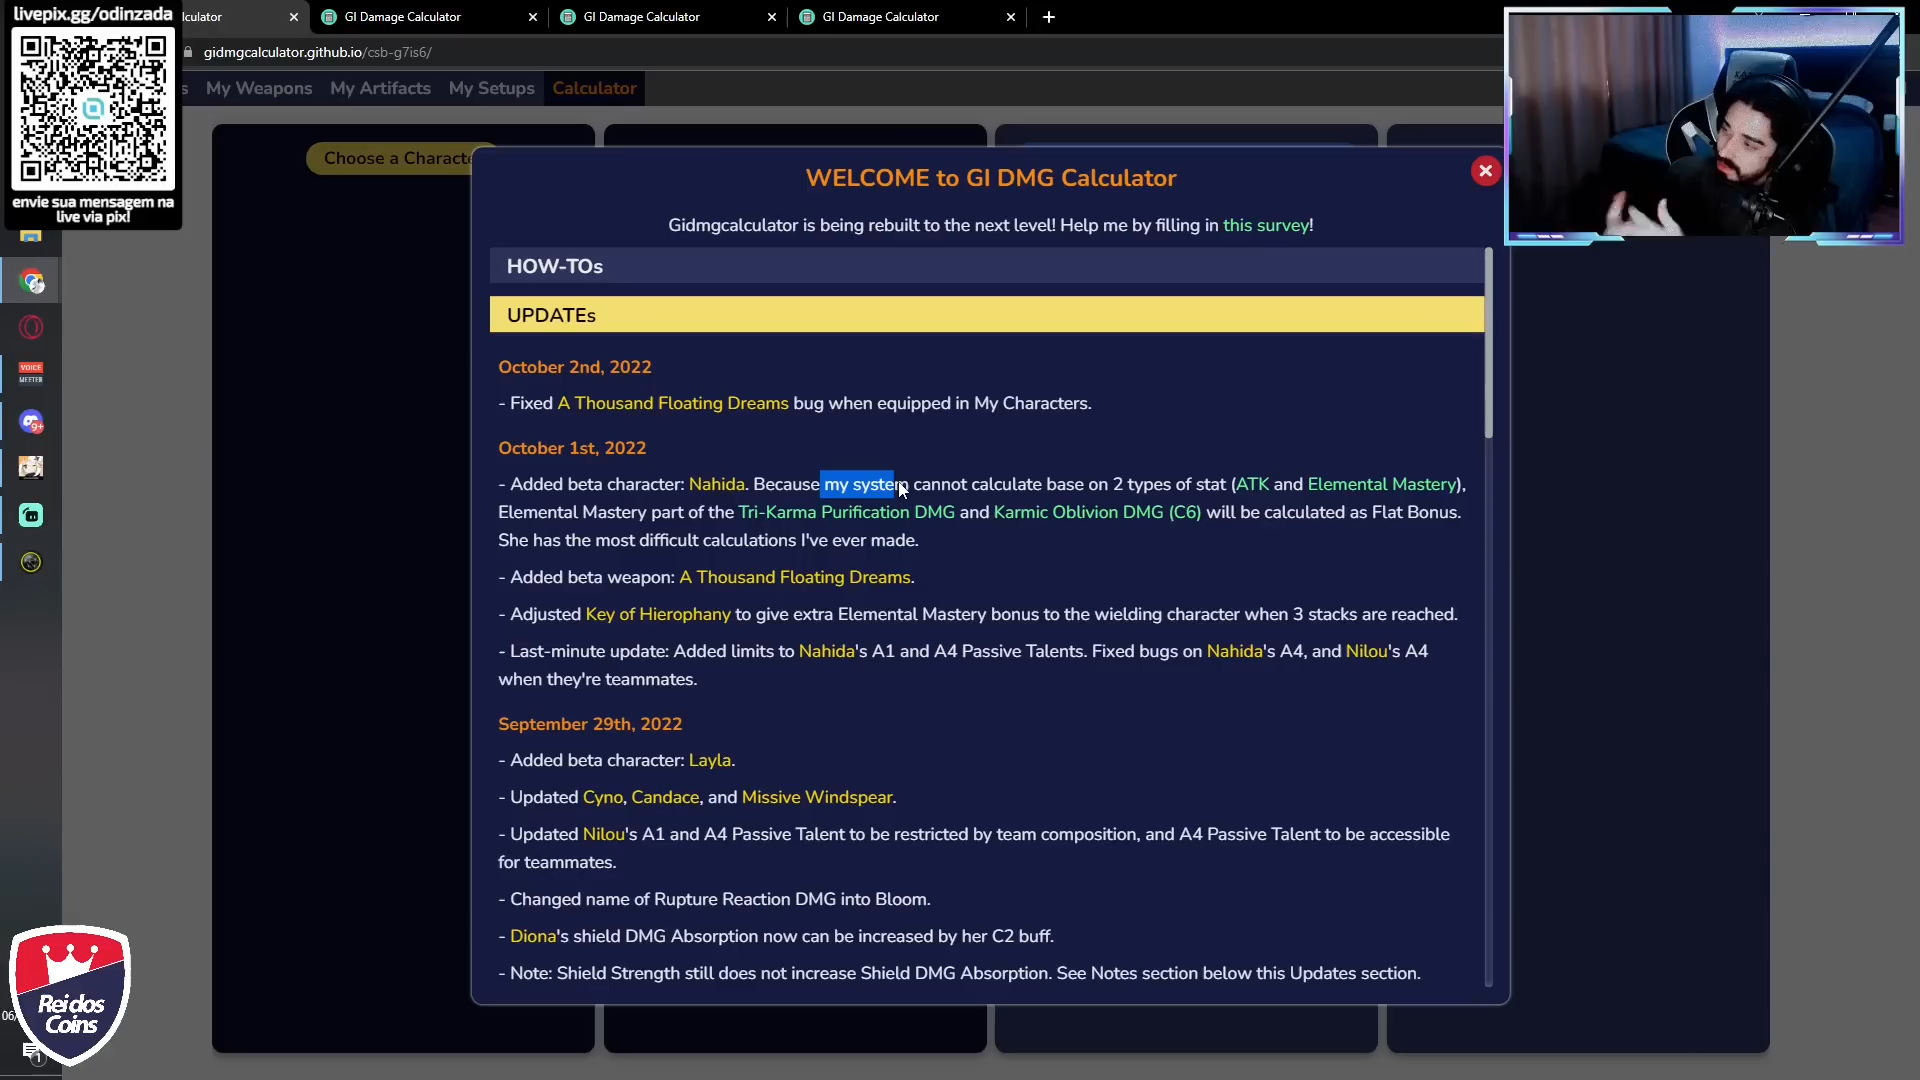 livepix.gg/odinzada
envie sua mensagem na
live via pix!
lculator
GI Damage Calculator
GI Damage Calculator
GI Damage Calculator
gidmgcalculator.github.io/csb-g7is6/
s My Weapons My Artifacts My Setups Calculator
Choose a Characte
WELCOME to GI DMG Calculator
Gidmgcalculator is being rebuilt to the next level! Help me by filling in this survey!
HOW-TOs
UPDATEs
October 2nd, 2022
- Fixed A Thousand Floating Dreams bug when equipped in My Characters.
October 1st, 2022
- Added beta character: Nahida. Because my system cannot calculate base on 2 types of stat (ATK and Elemental Mastery),
Elemental Mastery part of the Tri-Karma Purification DMG and Karmic Oblivion DMG (C6) will be calculated as Flat Bonus.
She has the most difficult calculations I've ever made.
- Added beta weapon: A Thousand Floating Dreams.
- Adjusted Key of Hierophany to give extra Elemental Mastery bonus to the wielding character when 3 stacks are reached.
- Last-minute update: Added limits to Nahida's A1 and A4 Passive Talents. Fixed bugs on Nahida's A4, and Nilou's A4
when they're teammates.
September 29th, 2022
- Added beta character: Layla.
- Updated Cyno, Candace, and Missive Windspear.
- Updated Nilou's A1 and A4 Passive Talent to be restricted by team composition, and A4 Passive Talent to be accessible
for teammates.
- Changed name of Rupture Reaction DMG into Bloom.
- Diona's shield DMG Absorption now can be increased by her C2 buff.
- Note: Shield Strength still does not increase Shield DMG Absorption. See Notes section below this Updates section.
VOICE
MEETER
9+
Rei dos
Coins
06/
1